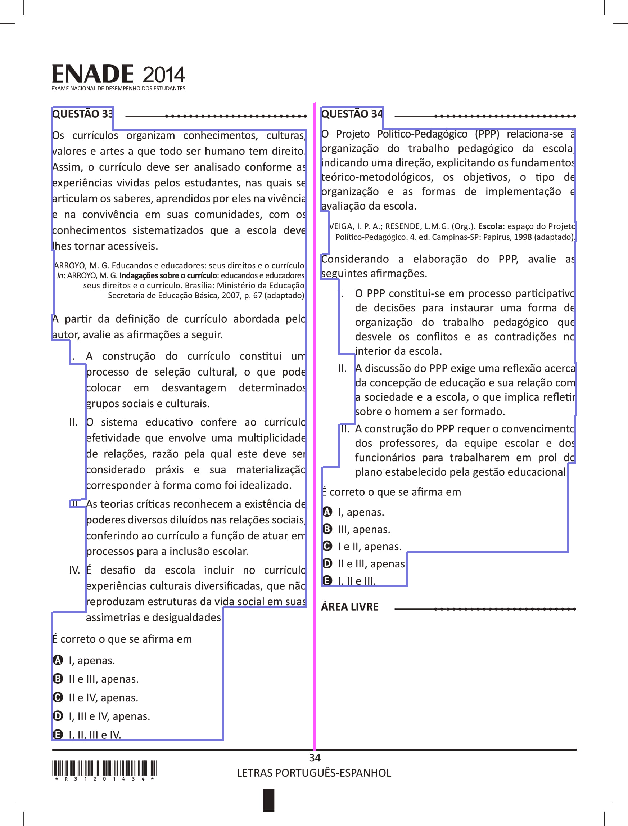 ENADE 2014
EXAME NACIONAL DE DESEMPENHO DOS ESTUDANTES
QUESTÃO 33
Os currículos organizam conhecimentos, culturas,
valores e artes a que todo ser humano tem direito.
Assim, o currículo deve ser analisado conforme as
experiências vividas pelos estudantes, nas quais se
articulam os saberes, aprendidos por eles na vivência
e na convivência em suas comunidades, com os
conhecimentos sistematizados que a escola deve
lhes tornar acessíveis.
ARROYO, M. G. Educandos e educadores: seus direitos e o currículo.
In: ARROYO, M. G. Indagações sobre o currículo: educandos e educadores
seus direitos e o currículo. Brasília: Ministério da Educação
Secretaria de Educação Básica, 2007, p. 67 (adaptado).
A partir da definição de currículo abordada pelo
autor, avalie as afirmações a seguir.
I. A construção do currículo constitui um
processo de seleção cultural, o que pode
colocar em desvantagem determinados
grupos sociais e culturais.
II. O sistema educativo confere ao currículo
efetividade que envolve uma multiplicidade
de relações, razão pela qual este deve ser
considerado práxis e sua materialização
corresponder à forma como foi idealizado.
III. As teorias críticas reconhecem a existência de
poderes diversos diluídos nas relações sociais,
conferindo ao currículo a função de atuar em
processos para a inclusão escolar.
IV. É desafio da escola incluir no currículo
experiências culturais diversificadas, que não
reproduzam estruturas da vida social em suas
assimetrias e desigualdades.
É correto o que se afirma em
A I, apenas.
B II e III, apenas.
C II e IV, apenas.
D I, III e IV, apenas.
E I, II, III e IV.
QUESTÃO 34
O Projeto Político-Pedagógico (PPP) relaciona-se à
organização do trabalho pedagógico da escola,
indicando uma direção, explicitando os fundamentos
teórico-metodológicos, os objetivos, o tipo de
organização e as formas de implementação e
avaliação da escola.
VEIGA, I. P. A.; RESENDE, L.M.G. (Org.). Escola: espaço do Projeto
Político-Pedagógico. 4. ed. Campinas-SP: Papirus, 1998 (adaptado).
Considerando a elaboração do PPP, avalie as
seguintes afirmações.
I. O PPP constitui-se em processo participativo
de decisões para instaurar uma forma de
organização do trabalho pedagógico que
desvele os conflitos e as contradições no
interior da escola.
II. A discussão do PPP exige uma reflexão acerca
da concepção de educação e sua relação com
a sociedade e a escola, o que implica refletir
sobre o homem a ser formado.
III. A construção do PPP requer o convencimento
dos professores, da equipe escolar e dos
funcionários para trabalharem em prol do
plano estabelecido pela gestão educacional.
É correto o que se afirma em
A I, apenas.
B III, apenas.
C I e II, apenas.
D II e III, apenas.
E I, II e III.
ÁREA LIVRE
34
LETRAS PORTUGUÊS-ESPANHOL
*R31201434*